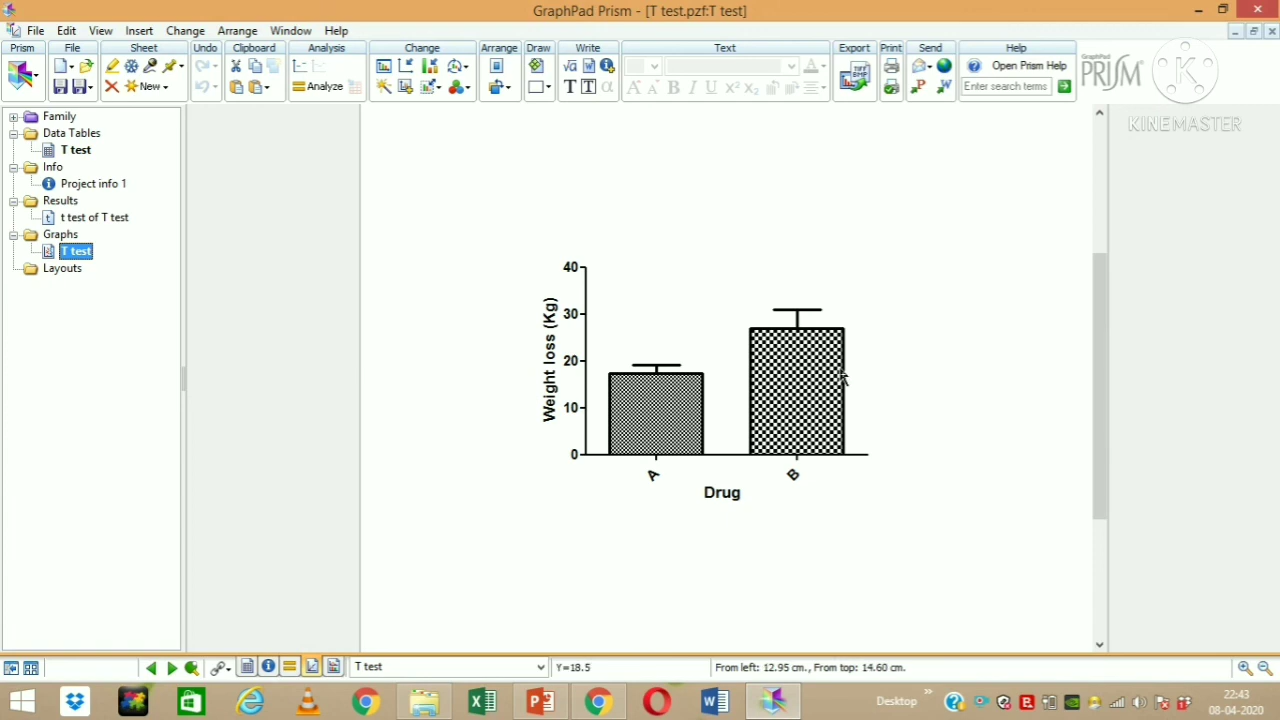 GraphPad Prism - [T test.pzf:T test]
File Edit View Insert Change Arrange Window Help
Prism File Sheet Undo Clipboard Analysis Change Arrange Draw Write Text Export Print Send Help
Open Prism Help
New
Analyze
Enter search terms
GraphPad
PRISM
K
KINEMASTER
Family
Data Tables
T test
Info
Project info 1
Results
t test of T test
Graphs
T test
Layouts
40
30
20
10
0
Weight loss (Kg)
A
B
Drug
T test
Y=18.5
From left: 12.95 cm., From top: 14.60 cm.
Desktop
22:43
08-04-2020